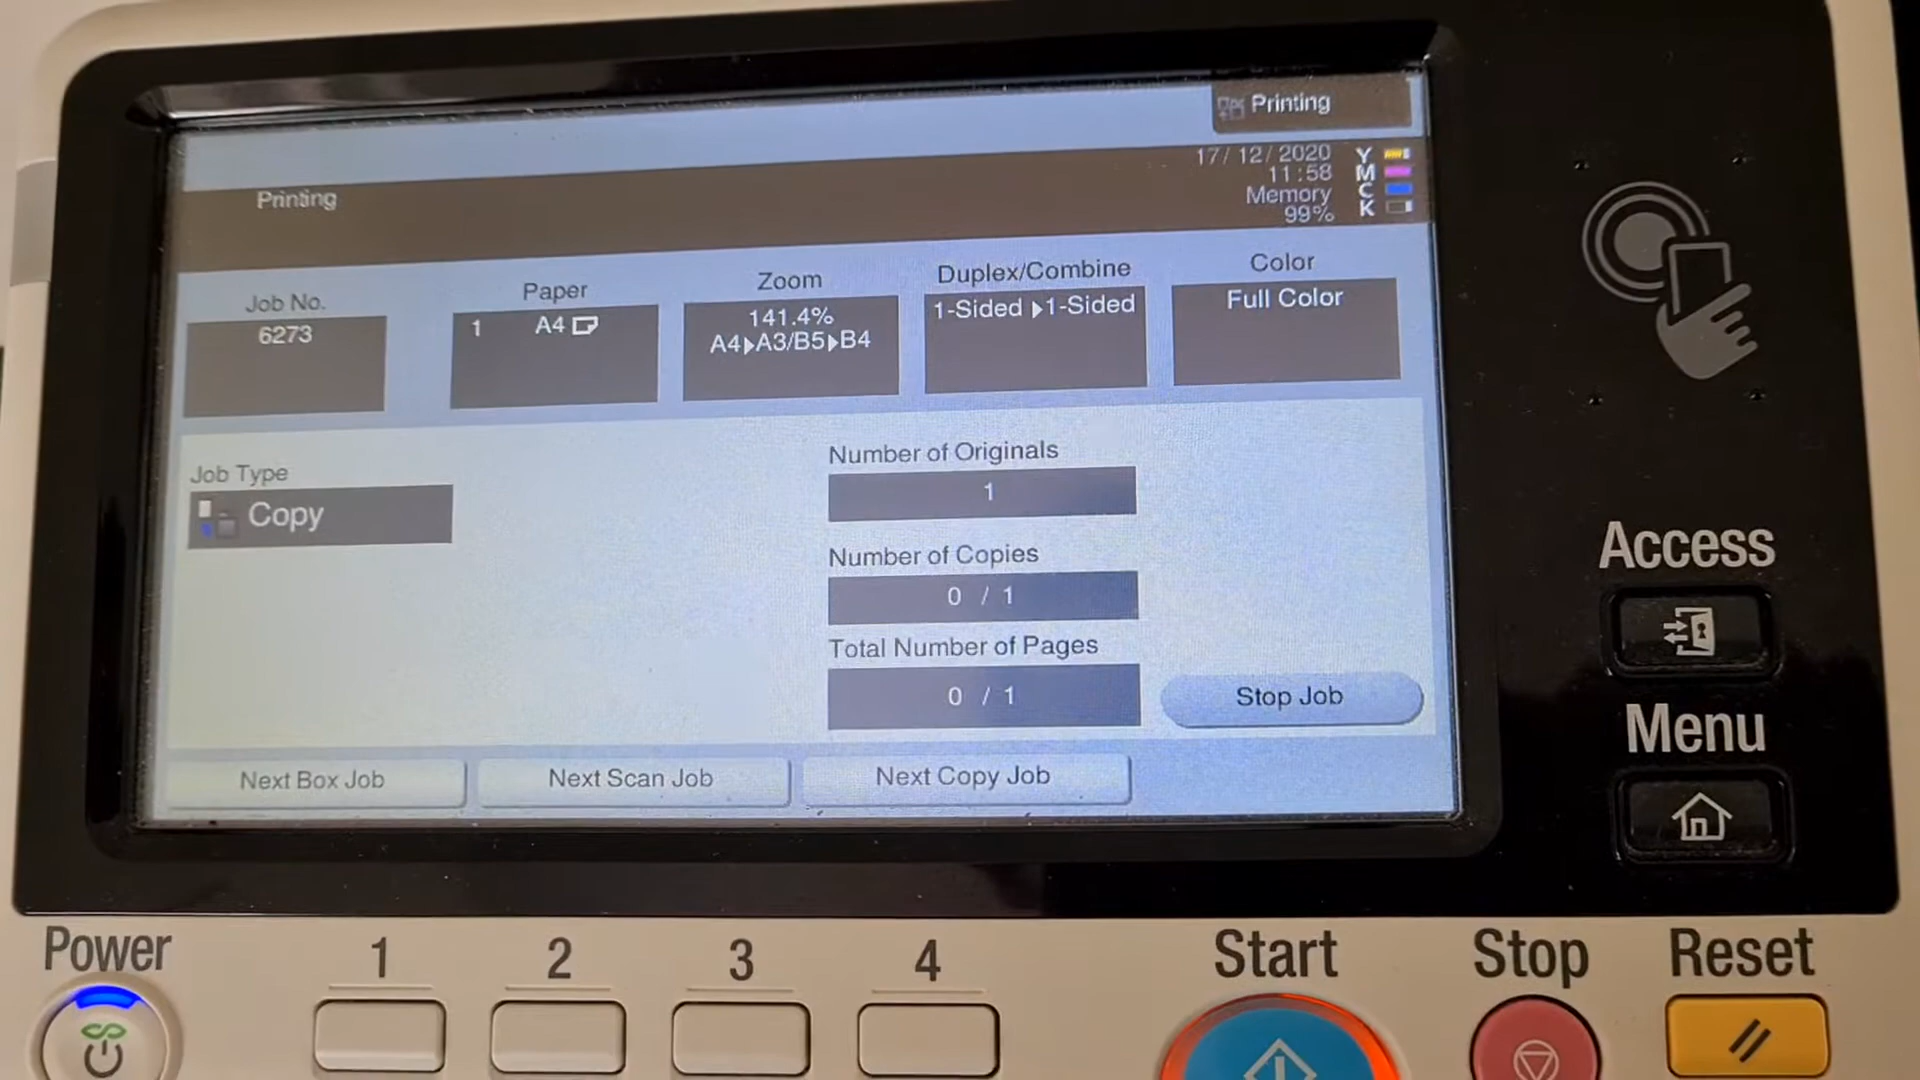 Printing
17/12/2020
11:58
Memory
99%
Y
M
C
K
Printing
Job No.
6273
Paper
1 A4
Zoom
141.4%
A4▶A3/B5▶B4
Duplex/Combine
1-Sided ▶1-Sided
Color
Full Color
Job Type
Copy
Number of Originals
1
Number of Copies
0 / 1
Total Number of Pages
0 / 1
Stop Job
Next Box Job
Next Scan Job
Next Copy Job
Access
Menu
Power
1
2
3
4
Start
Stop
Reset